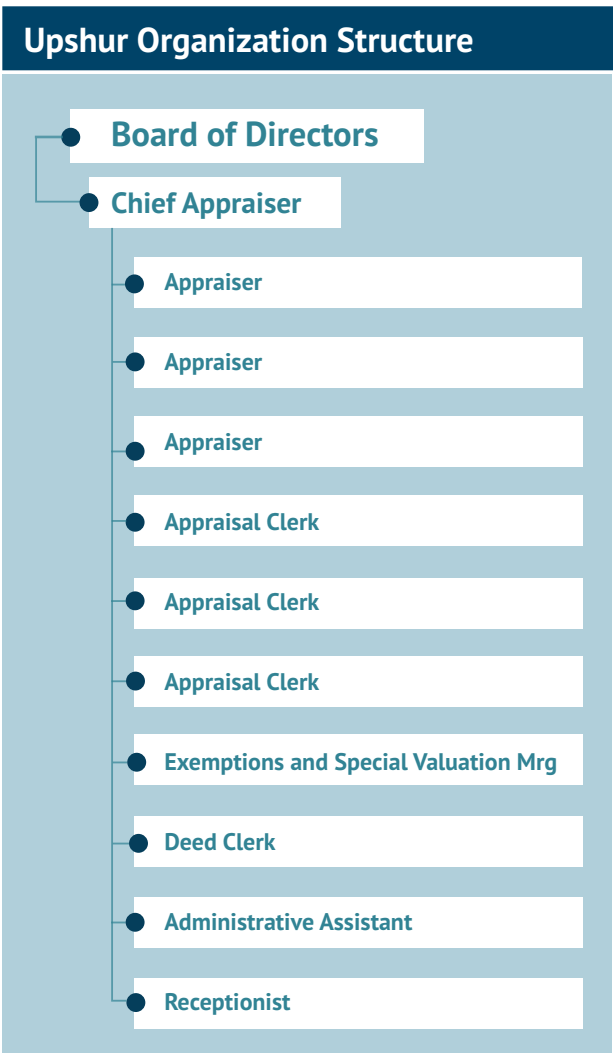 Upshur Organization Structure
Board of Directors
Chief Appraiser
Appraiser
Appraiser
Appraiser
Appraisal Clerk
Appraisal Clerk
Appraisal Clerk
Exemptions and Special Valuation Mrg
Deed Clerk
Administrative Assistant
Receptionist